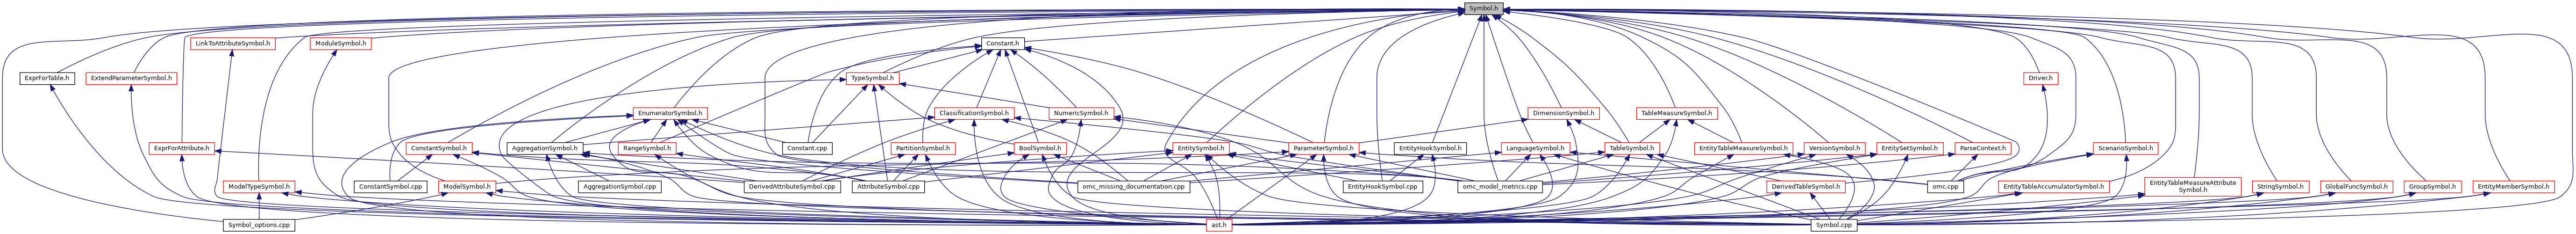 Symbol.h
LinkToAttributeSymbol.h
ModuleSymbol.h
Constant.h
ExprForTable.h
ExtendParameterSymbol.h
TypeSymbol.h
Driver.h
EnumeratorSymbol.h
ClassificationSymbol.h
NumericSymbol.h
DimensionSymbol.h
TableMeasureSymbol.h
ExprForAttribute.h
ConstantSymbol.h
AggregationSymbol.h
RangeSymbol.h
Constant.cpp
PartitionSymbol.h
BoolSymbol.h
EntitySymbol.h
ParameterSymbol.h
EntityHookSymbol.h
LanguageSymbol.h
TableSymbol.h
EntityTableMeasureSymbol.h
VersionSymbol.h
EntitySetSymbol.h
ParseContext.h
ScenarioSymbol.h
ModelTypeSymbol.h
ConstantSymbol.cpp
ModelSymbol.h
AggregationSymbol.cpp
DerivedAttributeSymbol.cpp
AttributeSymbol.cpp
omc_missing_documentation.cpp
EntityHookSymbol.cpp
omc_model_metrics.cpp
DerivedTableSymbol.h
omc.cpp
EntityTableAccumulatorSymbol.h
EntityTableMeasureAttribute
Symbol.h
StringSymbol.h
GlobalFuncSymbol.h
GroupSymbol.h
EntityMemberSymbol.h
Symbol_options.cpp
ast.h
Symbol.cpp